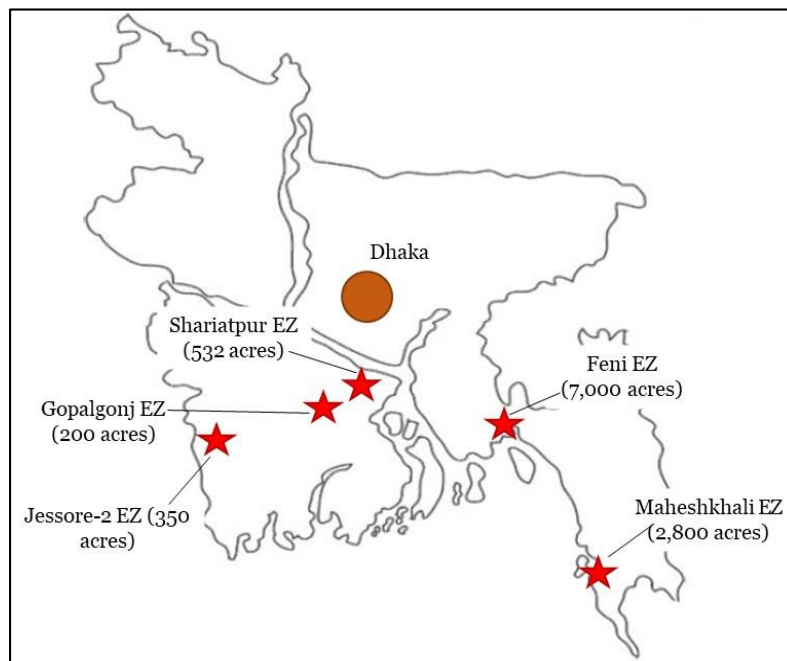 Dhaka
Shariatpur EZ
(532 acres)
Feni EZ
(7,000 acres)
Gopalgonj EZ
(200 acres)
Jessore-2 EZ (350
acres)
Maheshkhali EZ
(2,800 acres)